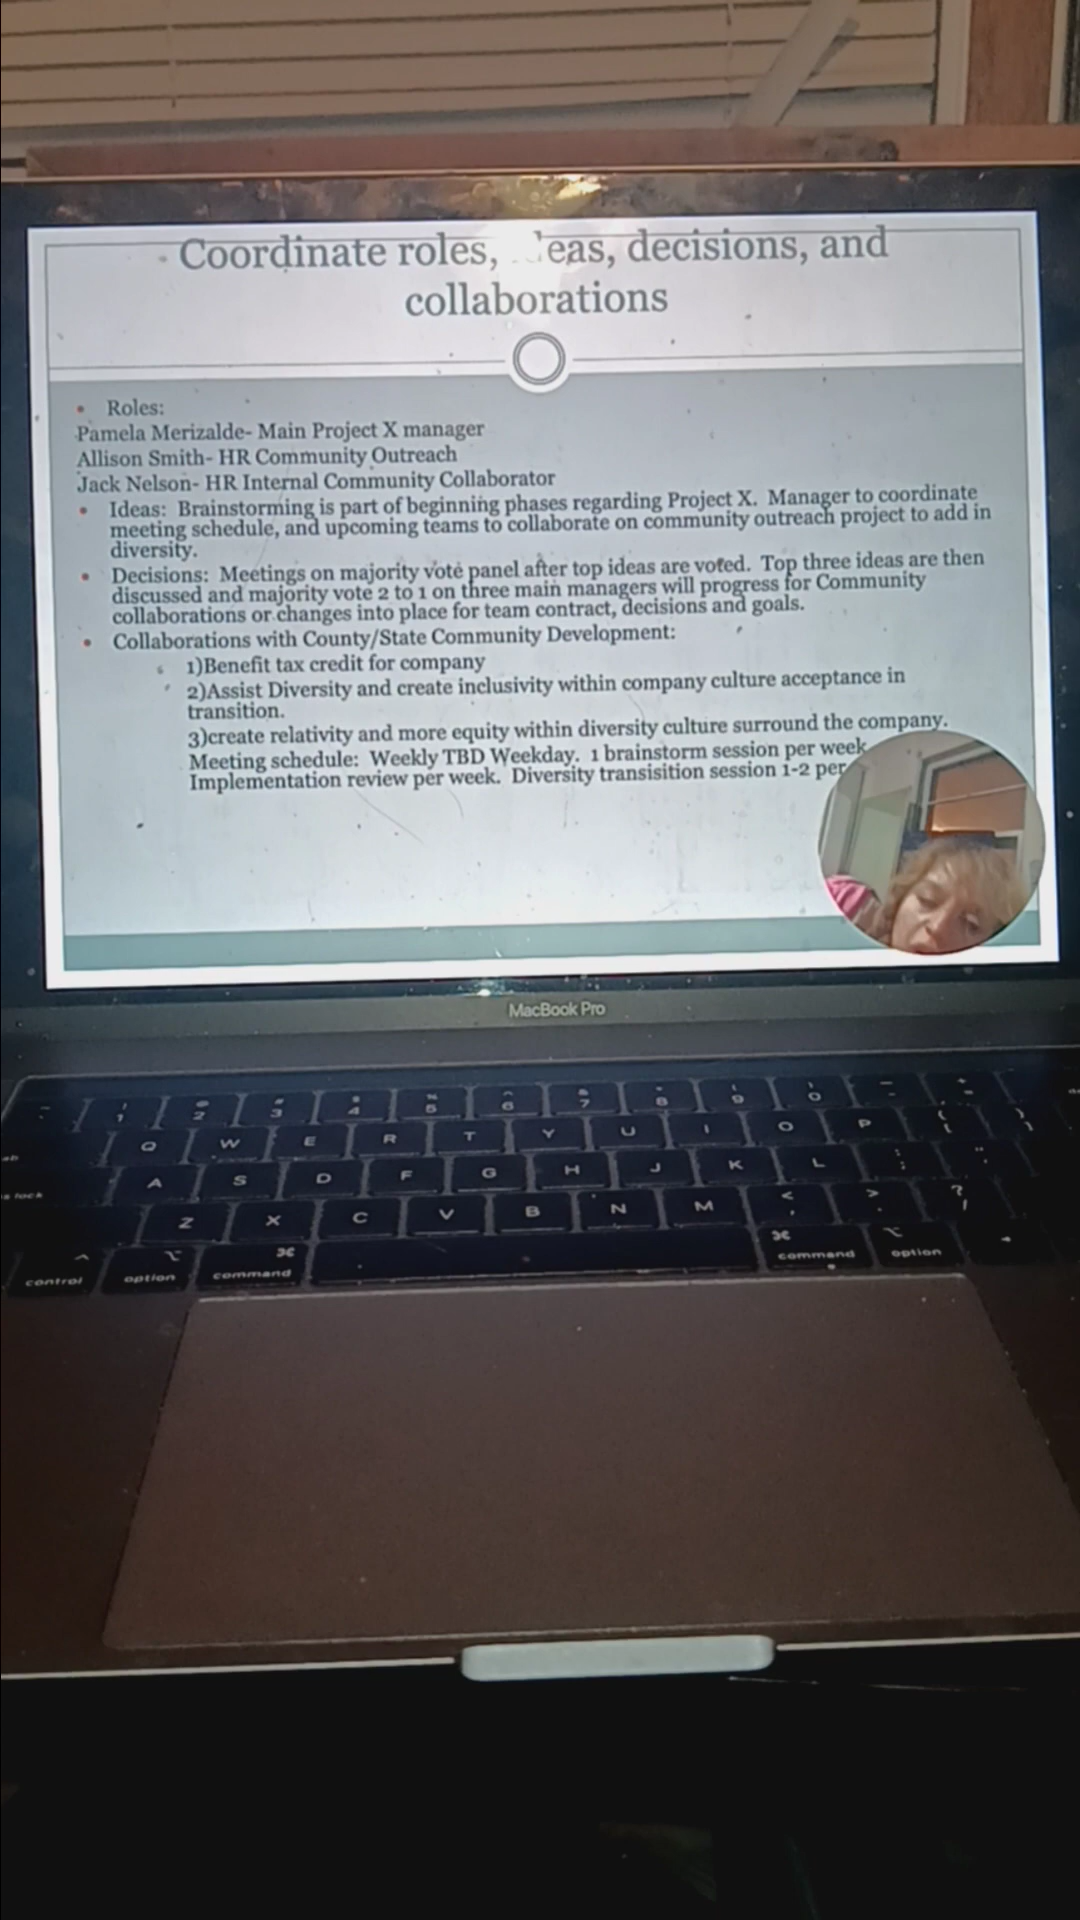 Coordinate roles, eas, decisions, and
collaborations
Roles:
Pamela Merizalde- Main Project X manager
Allison Smith- HR Community Outreach
Jack Nelson- HR Internal Community Collaborator
Ideas: Brainstorming is part of beginning phases regarding Project X. Manager to coordinate
meeting schedule, and upcoming teams to collaborate on community outreach project to add in
diversity.
Decisions: Meetings on majority vote panel after top ideas are voted. Top three ideas are then
discussed and majority vote 2 to 1 on three main managers will progress for Community
collaborations or changes into place for team contract, decisions and goals.
Collaborations with County/State Community Development:
1)Benefit tax credit for company
2)Assist Diversity and create inclusivity within company culture acceptance in
transition.
3)create relativity and more equity within diversity culture surround the company.
Meeting schedule: Weekly TBD Weekday. 1 brainstorm session per week
Implementation review per week. Diversity transisition session 1-2 per
MacBook Pro
! 1 @ 2 # 3 $ 4 % 5 ^ 6 & 7 * 8 ( 9 ) 0 - + =
Q W E R T Y U I O P { [ } ]
A S D F G H J K L : ; " '
Z X C V B N M < , > . ? /
control option ⌘ command ⌘ command option